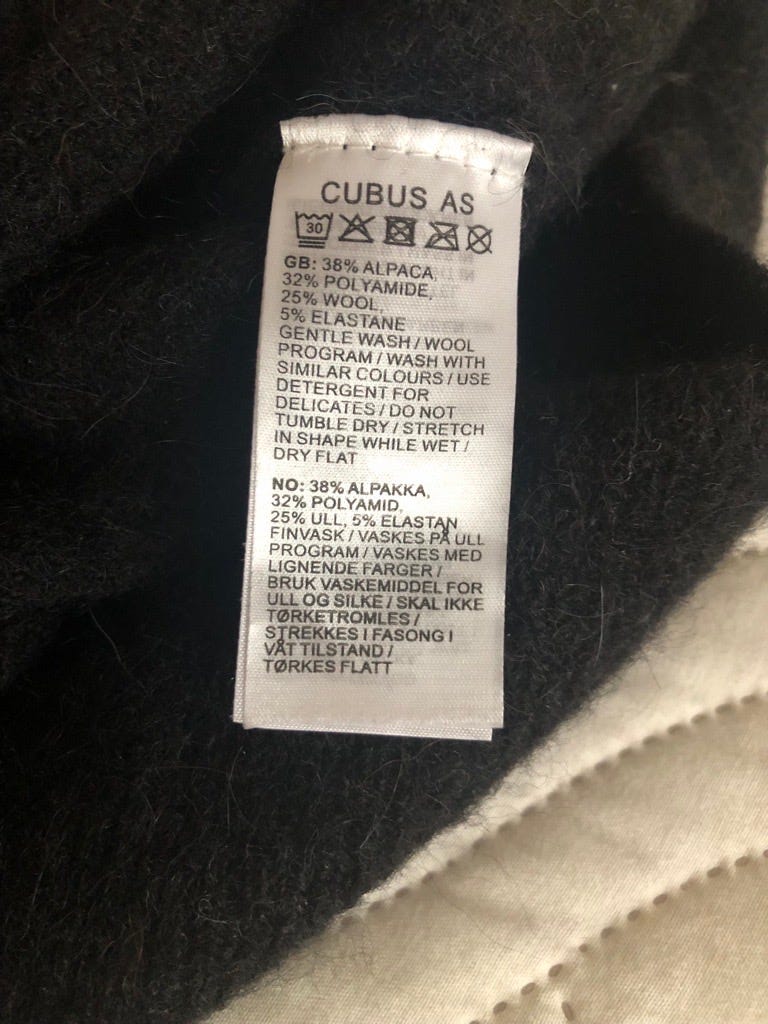 CUBUS AS
30
GB: 38% ALPACA,
32% POLYAMIDE,
25% WOOL,
5% ELASTANE
GENTLE WASH / WOOL
PROGRAM / WASH WITH
SIMILAR COLOURS / USE
DETERGENT FOR
DELICATES / DO NOT
TUMBLE DRY / STRETCH
IN SHAPE WHILE WET /
DRY FLAT
NO: 38% ALPAKKA,
32% POLYAMID,
25% ULL, 5% ELASTAN
FINVASK / VASKES PÅ ULL
PROGRAM / VASKES MED
LIGNENDE FARGER /
BRUK VASKEMIDDEL FOR
ULL OG SILKE / SKAL IKKE
TØRKETROMLES /
STREKKES I FASONG I
VÅT TILSTAND /
TØRKES FLATT